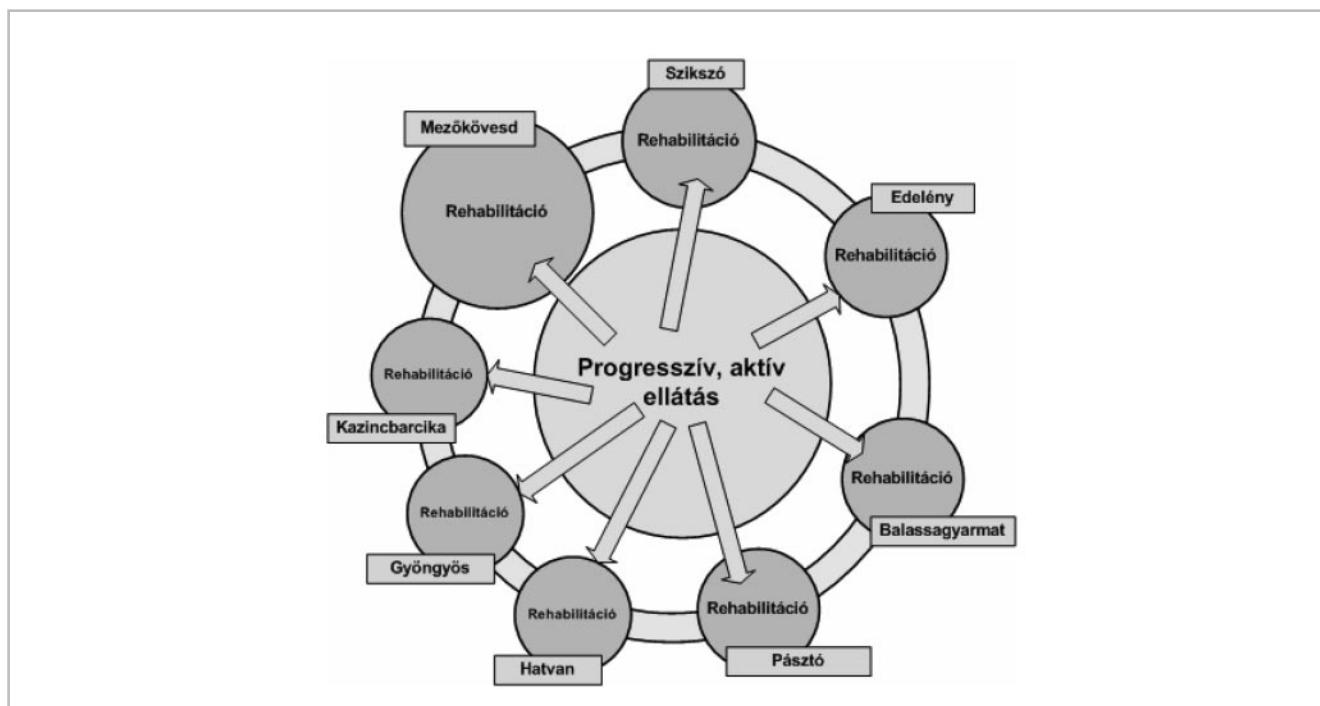 Szikszó
Rehabilitáció
Mezőkövesd
Rehabilitáció
Edelény
Rehabilitáció
Progresszív, aktív
ellátás
Rehabilitáció
Kazincbarcika
Rehabilitáció
Balassagyarmat
Rehabilitáció
Gyöngyös
Rehabilitáció
Hatvan
Rehabilitáció
Pásztó